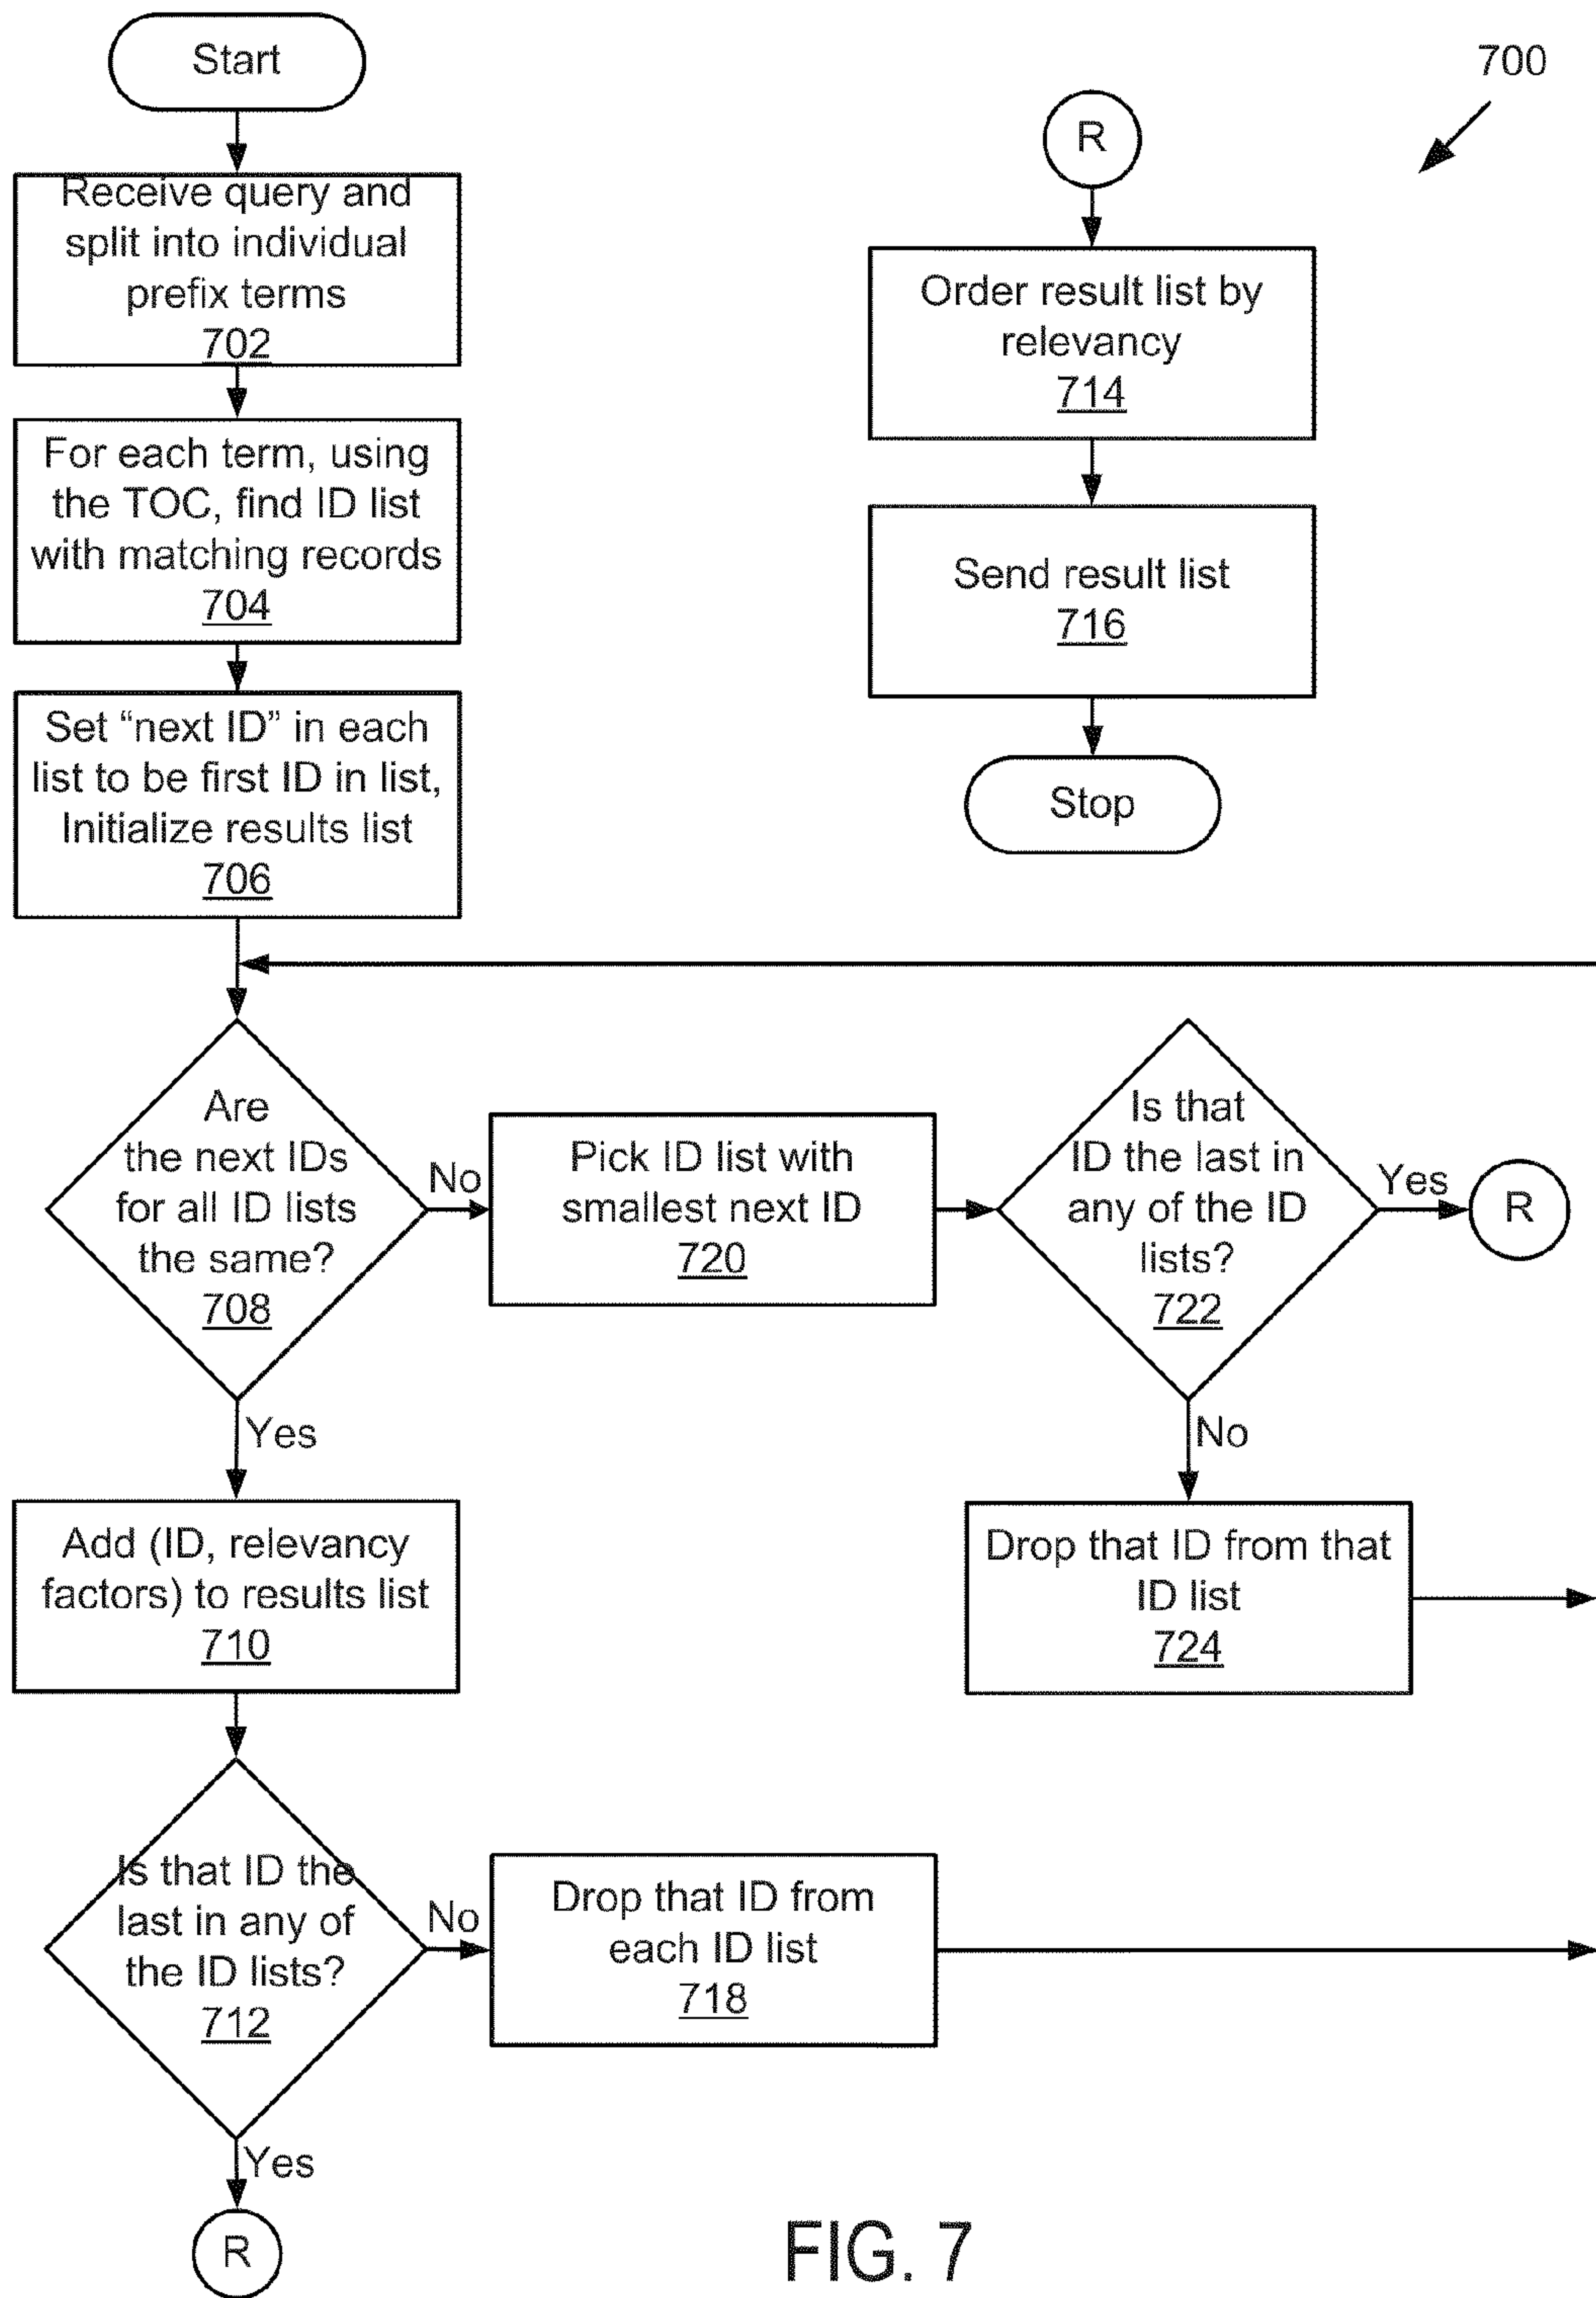 Start
Receive query and
split into individual
prefix terms
702
For each term, using
the TOC, find ID list
with matching records
704
Set “next ID” in each
list to be first ID in list,
Initialize results list
706
700
R
Order result list by
relevancy
714
Send result list
716
Stop
Are
the next IDs
for all ID lists
the same?
708
No
Pick ID list with
smallest next ID
720
Is that
ID the last in
any of the ID
lists?
722
Yes
R
No
Drop that ID from that
ID list
724
Yes
Add (ID, relevancy
factors) to results list
710
Is that ID the
last in any of
the ID lists?
712
No
Drop that ID from
each ID list
718
Yes
R
FIG. 7